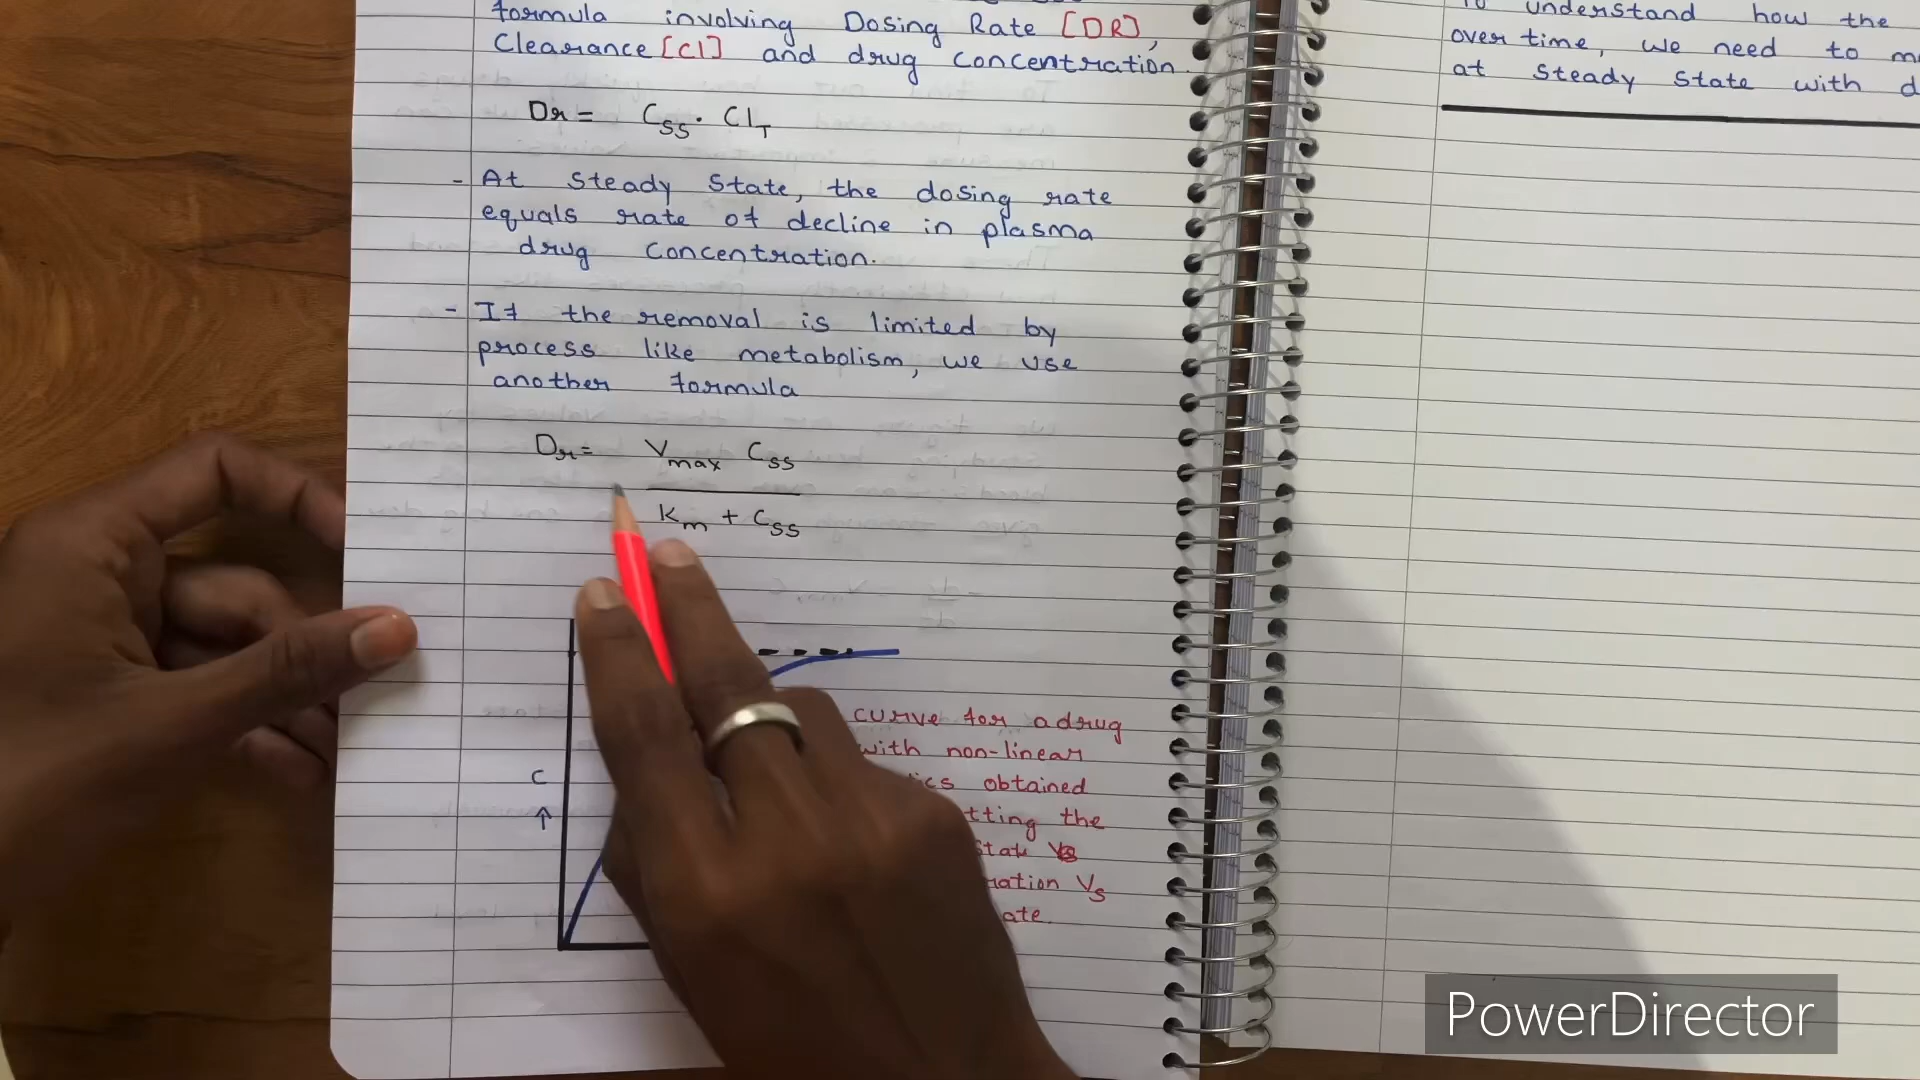 formula involving Dosing Rate [DR],
Clearance [Cl] and drug concentration.
Dr = Css · ClT
- At steady state, the dosing rate
equals rate of decline in plasma
drug concentration.
- If the removal is limited by
process like metabolism, we use
another formula
Dr = Vmax Css
Km + Css
C
↑
curve for a drug
with non-linear
obtained
the
Vs
Vs
understand how the
over time, we need to
at steady state with
PowerDirector